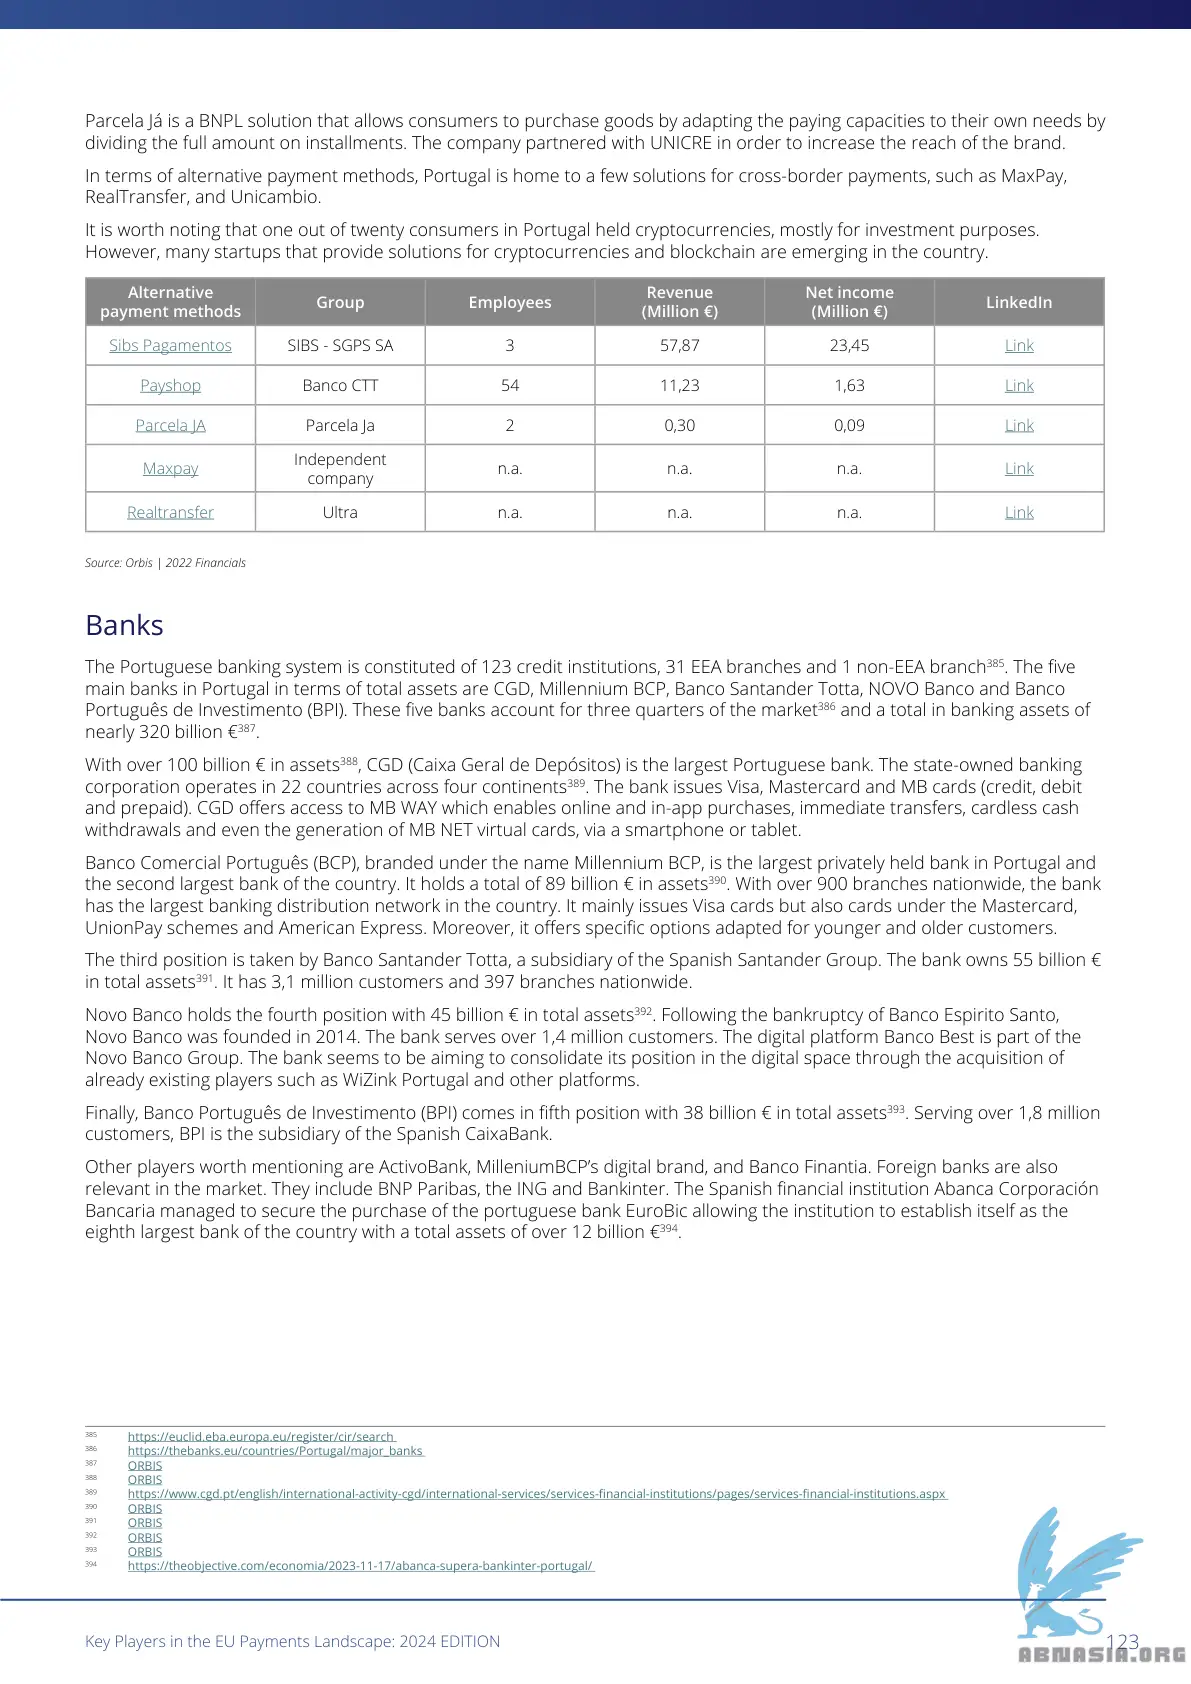 Parcela Já is a BNPL solution that allows consumers to purchase goods by adapting the paying capacities to their own needs by
dividing the full amount on installments. The company partnered with UNICRE in order to increase the reach of the brand.
In terms of alternative payment methods, Portugal is home to a few solutions for cross-border payments, such as MaxPay,
RealTransfer, and Unicambio.
It is worth noting that one out of twenty consumers in Portugal held cryptocurrencies, mostly for investment purposes.
However, many startups that provide solutions for cryptocurrencies and blockchain are emerging in the country.
Alternative payment methods | Group | Employees | Revenue (Million €) | Net income (Million €) | LinkedIn
Sibs Pagamentos | SIBS - SGPS SA | 3 | 57,87 | 23,45 | Link
Payshop | Banco CTT | 54 | 11,23 | 1,63 | Link
Parcela JA | Parcela Ja | 2 | 0,30 | 0,09 | Link
Maxpay | Independent company | n.a. | n.a. | n.a. | Link
Realtransfer | Ultra | n.a. | n.a. | n.a. | Link
Source: Orbis | 2022 Financials
Banks
The Portuguese banking system is constituted of 123 credit institutions, 31 EEA branches and 1 non-EEA branch385. The five
main banks in Portugal in terms of total assets are CGD, Millennium BCP, Banco Santander Totta, NOVO Banco and Banco
Português de Investimento (BPI). These five banks account for three quarters of the market386 and a total in banking assets of
nearly 320 billion €387.
With over 100 billion € in assets388, CGD (Caixa Geral de Depósitos) is the largest Portuguese bank. The state-owned banking
corporation operates in 22 countries across four continents389. The bank issues Visa, Mastercard and MB cards (credit, debit
and prepaid). CGD offers access to MB WAY which enables online and in-app purchases, immediate transfers, cardless cash
withdrawals and even the generation of MB NET virtual cards, via a smartphone or tablet.
Banco Comercial Português (BCP), branded under the name Millennium BCP, is the largest privately held bank in Portugal and
the second largest bank of the country. It holds a total of 89 billion € in assets390. With over 900 branches nationwide, the bank
has the largest banking distribution network in the country. It mainly issues Visa cards but also cards under the Mastercard,
UnionPay schemes and American Express. Moreover, it offers specific options adapted for younger and older customers.
The third position is taken by Banco Santander Totta, a subsidiary of the Spanish Santander Group. The bank owns 55 billion €
in total assets391. It has 3,1 million customers and 397 branches nationwide.
Novo Banco holds the fourth position with 45 billion € in total assets392. Following the bankruptcy of Banco Espirito Santo,
Novo Banco was founded in 2014. The bank serves over 1,4 million customers. The digital platform Banco Best is part of the
Novo Banco Group. The bank seems to be aiming to consolidate its position in the digital space through the acquisition of
already existing players such as WiZink Portugal and other platforms.
Finally, Banco Português de Investimento (BPI) comes in fifth position with 38 billion € in total assets393. Serving over 1,8 million
customers, BPI is the subsidiary of the Spanish CaixaBank.
Other players worth mentioning are ActivoBank, MilleniumBCP’s digital brand, and Banco Finantia. Foreign banks are also
relevant in the market. They include BNP Paribas, the ING and Bankinter. The Spanish financial institution Abanca Corporación
Bancaria managed to secure the purchase of the portuguese bank EuroBic allowing the institution to establish itself as the
eighth largest bank of the country with a total assets of over 12 billion €394.
385 https://euclid.eba.europa.eu/register/cir/search
386 https://thebanks.eu/countries/Portugal/major_banks
387 ORBIS
388 ORBIS
389 https://www.cgd.pt/english/international-activity-cgd/international-services/services-financial-institutions/pages/services-financial-institutions.aspx
390 ORBIS
391 ORBIS
392 ORBIS
393 ORBIS
394 https://theobjective.com/economia/2023-11-17/abanca-supera-bankinter-portugal/
Key Players in the EU Payments Landscape: 2024 EDITION
123
ABNASIA.ORG